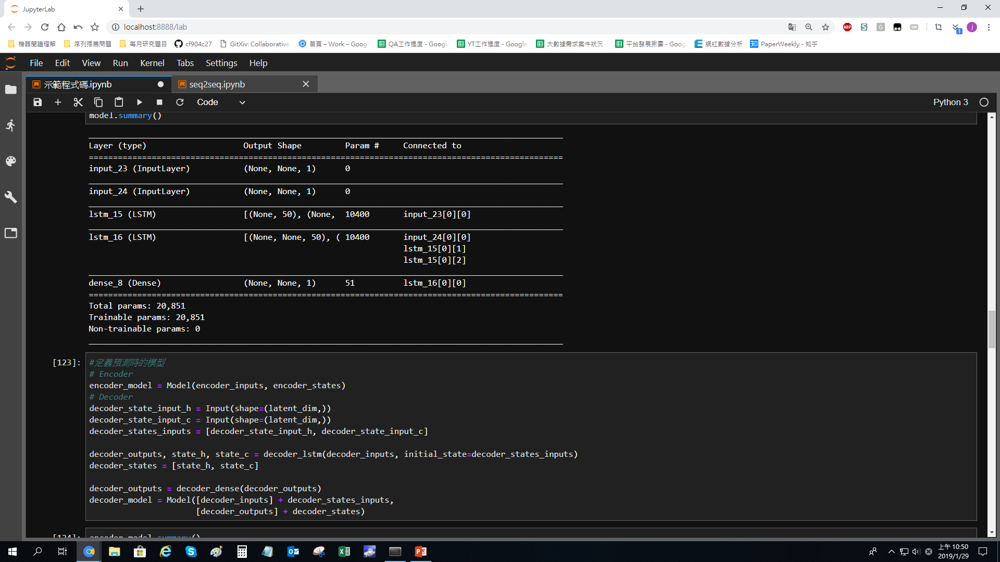 JupyterLab
localhost:8888/lab
ABP
S
G
1
j
機器閱讀理解
序列推薦問題
每月研究題目
cf904c27
GitXiv: Collaborative
首頁 – Work – Googl
QA工作進度 - Google
YT工作進度 - Google
大數據需求案件狀況
平台發展揪團 - Goog
網紅數據分析
知
PaperWeekly - 知乎
File Edit View Run Kernel Tabs Settings Help
示範程式碼.ipynb
seq2seq.ipynb
Code
Python 3
model.summary()
Layer (type) Output Shape Param # Connected to
input_23 (InputLayer) (None, None, 1) 0
input_24 (InputLayer) (None, None, 1) 0
lstm_15 (LSTM) [(None, 50), (None, 10400 input_23[0][0]
lstm_16 (LSTM) [(None, None, 50), ( 10400 input_24[0][0]
lstm_15[0][1]
lstm_15[0][2]
dense_8 (Dense) (None, None, 1) 51 lstm_16[0][0]
Total params: 20,851
Trainable params: 20,851
Non-trainable params: 0
[123]:
#定義預測時的模型
# Encoder
encoder_model = Model(encoder_inputs, encoder_states)
# Decoder
decoder_state_input_h = Input(shape=(latent_dim,))
decoder_state_input_c = Input(shape=(latent_dim,))
decoder_states_inputs = [decoder_state_input_h, decoder_state_input_c]
decoder_outputs, state_h, state_c = decoder_lstm(decoder_inputs, initial_state=decoder_states_inputs)
decoder_states = [state_h, state_c]
decoder_outputs = decoder_dense(decoder_outputs)
decoder_model = Model([decoder_inputs] + decoder_states_inputs,
[decoder_outputs] + decoder_states)
[124]: encoder_model.summary()
上午 10:50
2019/1/29